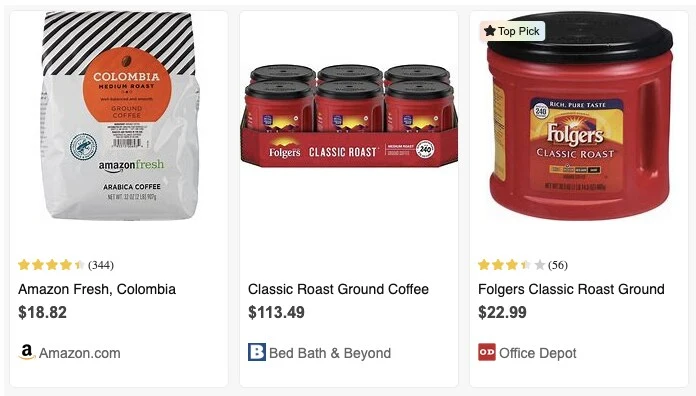 COLOMBIA
MEDIUM ROAST
GROUND
COFFEE
amazonfresh
ARABICA COFFEE
NET WT. 32 OZ (2 LB) 907g
(344)
Amazon Fresh, Colombia
$18.82
a Amazon.com
Folgers CLASSIC ROAST
MEDIUM ROAST
240
Classic Roast Ground Coffee
$113.49
B Bed Bath & Beyond
Top Pick
RICH, PURE TASTE
240
Folgers
CLASSIC ROAST
(56)
Folgers Classic Roast Ground
$22.99
OD Office Depot